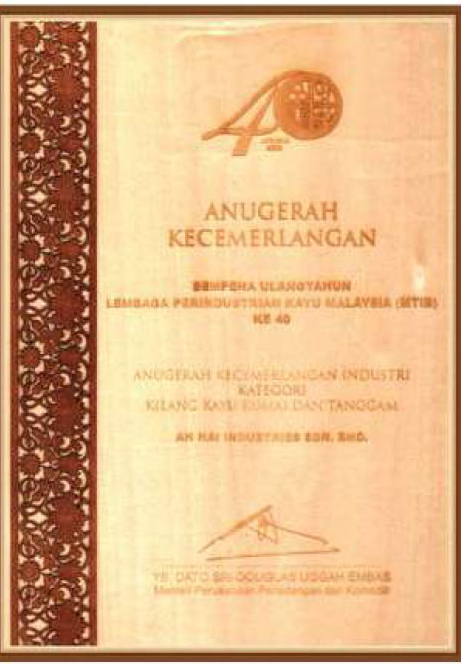 40
ANUGERAH
KECEMERLANGAN
SEMPENA ULANGTAHUN
LEMBAGA PERINDUSTRIAN KAYU MALAYSIA (MTIB)
KE 40
ANUGERAH KECEMERLANGAN INDUSTRI
KATEGORI
KILANG KAYU KUMAI DAN TANGGAM
AH HAI INDUSTRIES SDN. BHD.
YB. DATO SRI DOUGLAS UGGAH EMBAS
Menteri Perusahaan Perladangan dan Komoditi